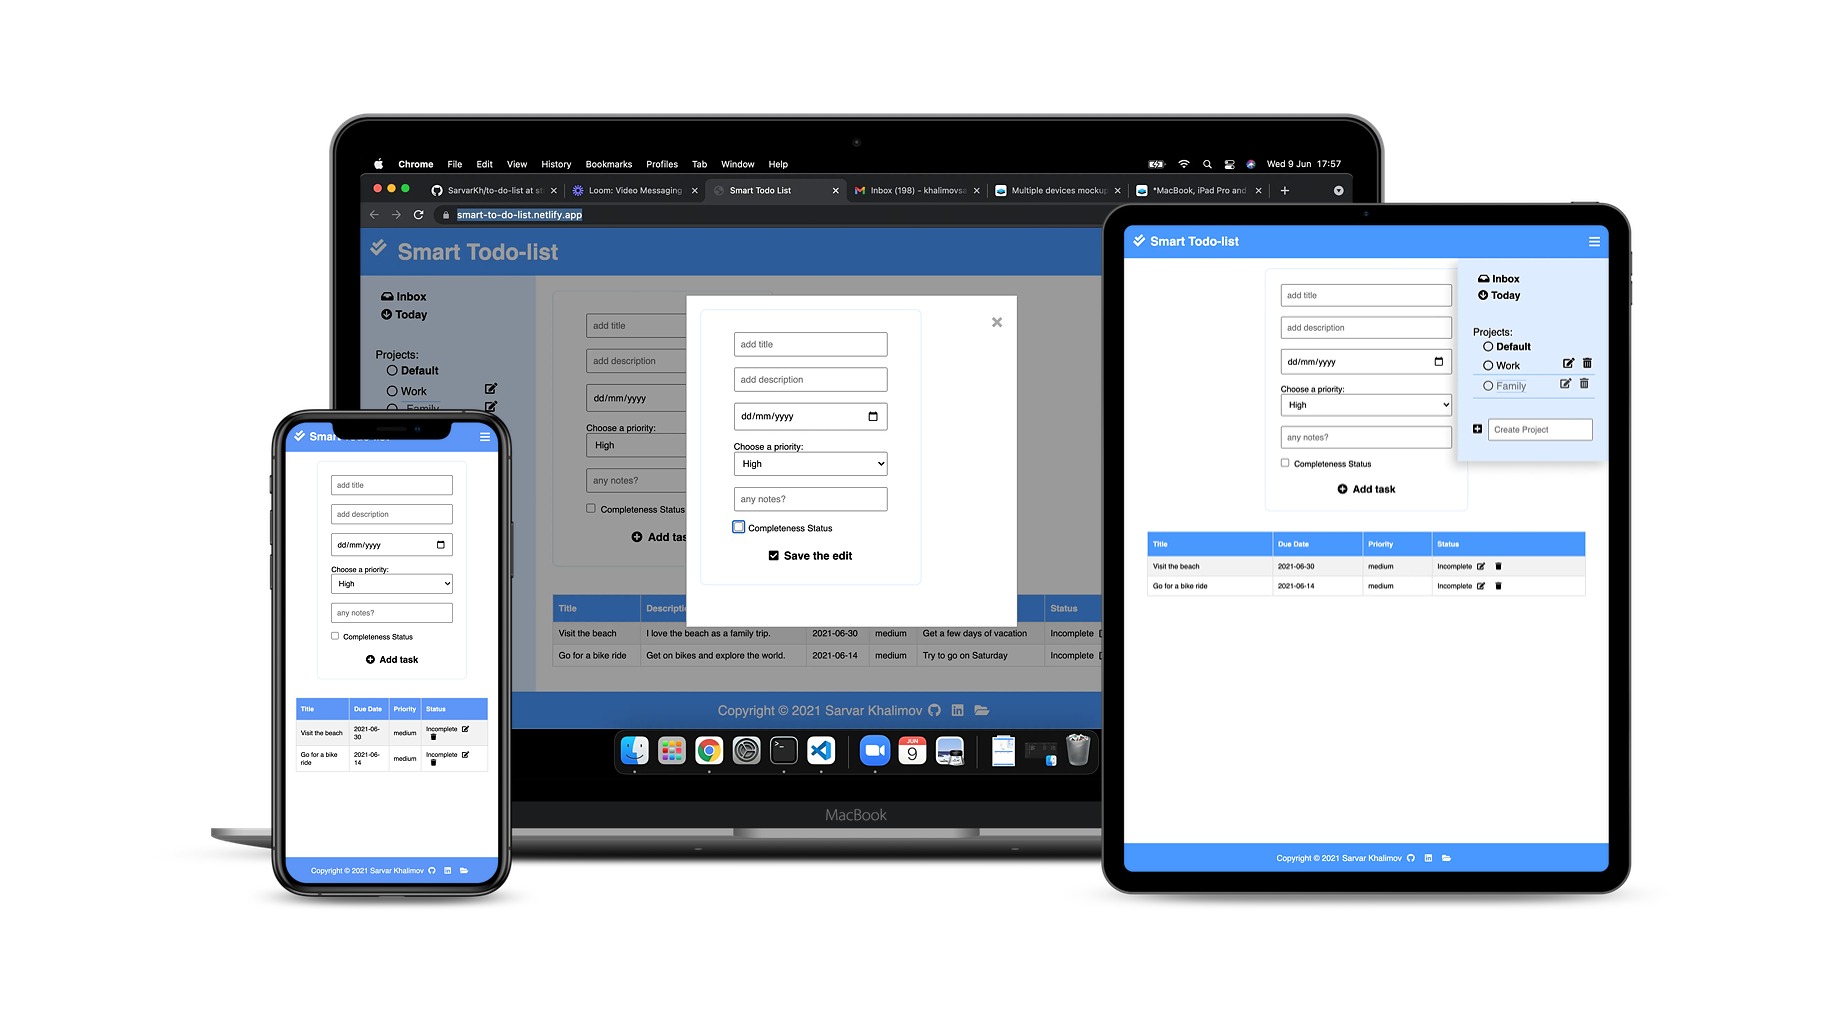 Chrome File Edit View History Bookmarks Profiles Tab Window Help Wed 9 Jun 17:57
SarvarKh/to-do-list at st Loom: Video Messaging Smart Todo List Inbox (198) - khalimovsa Multiple devices mockup *MacBook, iPad Pro and
smart-to-do-list.netlify.app
Smart Todo-list
Inbox
Today
Projects:
Default
Work
Family
add title
add description
dd/mm/yyyy
Choose a priority:
High
any notes?
Completeness Status
Add tas
add title
add description
dd/mm/yyyy
Choose a priority:
High
any notes?
Completeness Status
Save the edit
Title Descripti Status
Visit the beach I love the beach as a family trip. 2021-06-30 medium Get a few days of vacation Incomplete
Go for a bike ride Get on bikes and explore the world. 2021-06-14 medium Try to go on Saturday Incomplete
Copyright © 2021 Sarvar Khalimov
JUN
9
MacBook
Smart Todo-list
add title
add description
dd/mm/yyyy
Choose a priority:
High
any notes?
Completeness Status
Add task
Title Due Date Priority Status
Visit the beach 2021-06-30 medium Incomplete
Go for a bike ride 2021-06-14 medium Incomplete
Copyright © 2021 Sarvar Khalimov
Smart Todo-list
Inbox
Today
Projects:
Default
Work
Family
Create Project
add title
add description
dd/mm/yyyy
Choose a priority:
High
any notes?
Completeness Status
Add task
Title Due Date Priority Status
Visit the beach 2021-06-30 medium Incomplete
Go for a bike ride 2021-06-14 medium Incomplete
Copyright © 2021 Sarvar Khalimov